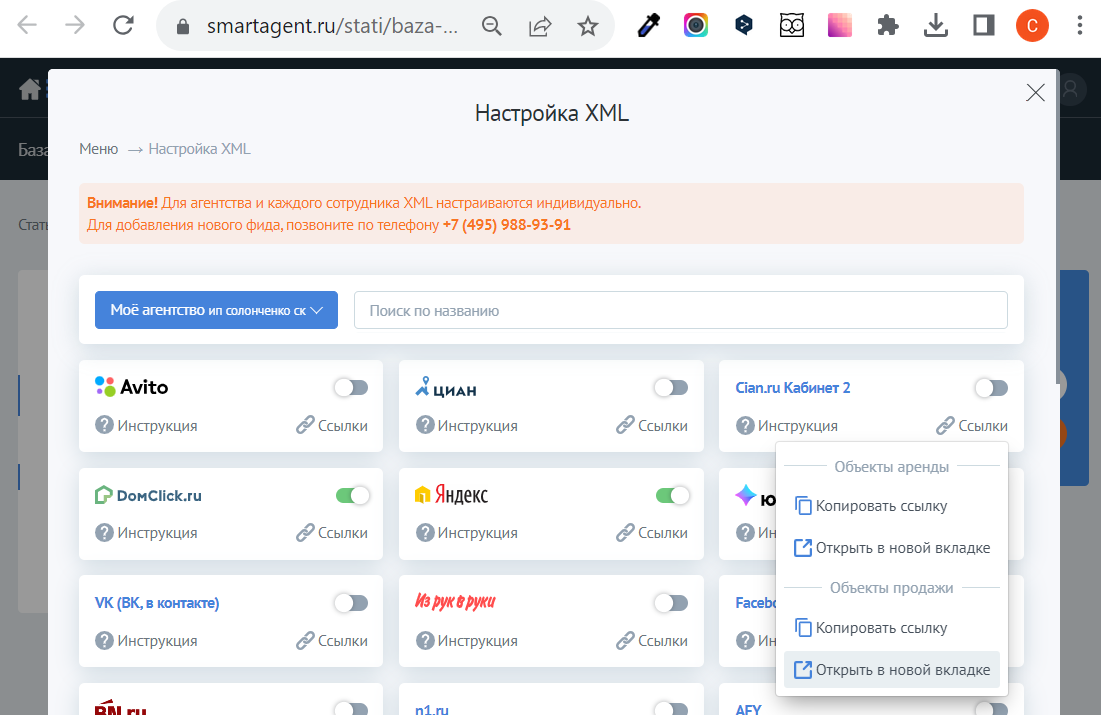 smartagent.ru/stati/baza-...
C
База
Стать
Настройка XML
Меню → Настройка XML
Внимание! Для агентства и каждого сотрудника XML настраиваются индивидуально.
Для добавления нового фида, позвоните по телефону +7 (495) 988-93-91
Моё агентство ип солонченко ск
Поиск по названию
Avito
Инструкция
Ссылки
ЦИАН
Инструкция
Ссылки
Cian.ru Кабинет 2
Инструкция
Ссылки
DомClick.ru
Инструкция
Ссылки
Яндекс
Инструкция
Ссылки
Ю
Ин
VK (ВК, в контакте)
Инструкция
Ссылки
Из рук в руки
Инструкция
Ссылки
Facebo
Ин
Объекты аренды
Копировать ссылку
Открыть в новой вкладке
Объекты продажи
Копировать ссылку
Открыть в новой вкладке
BN.ru
n1.ru
AFY